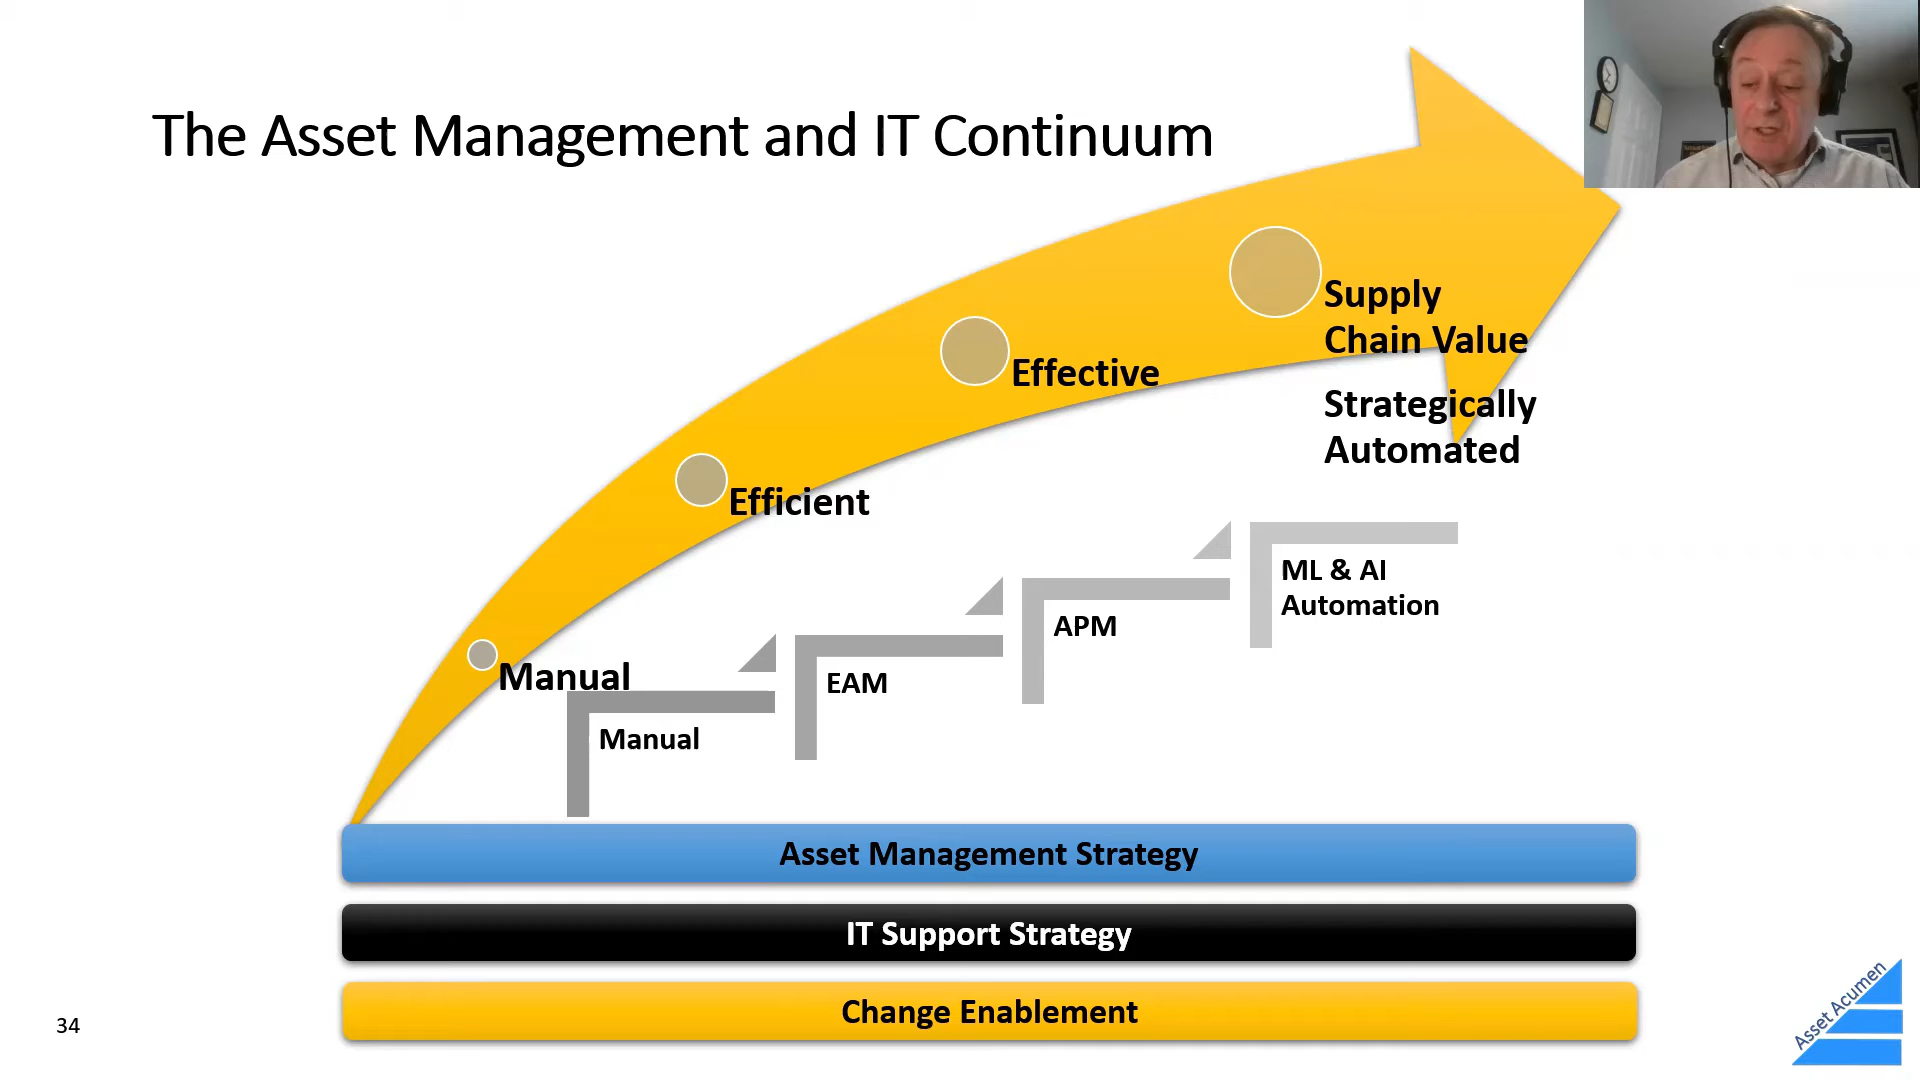 The Asset Management and IT Continuum
Supply
Chain Value
Strategically
Automated
Effective
Efficient
Manual
ML & AI
Automation
APM
EAM
Manual
Asset Management Strategy
IT Support Strategy
Change Enablement
34
Asset Acumen